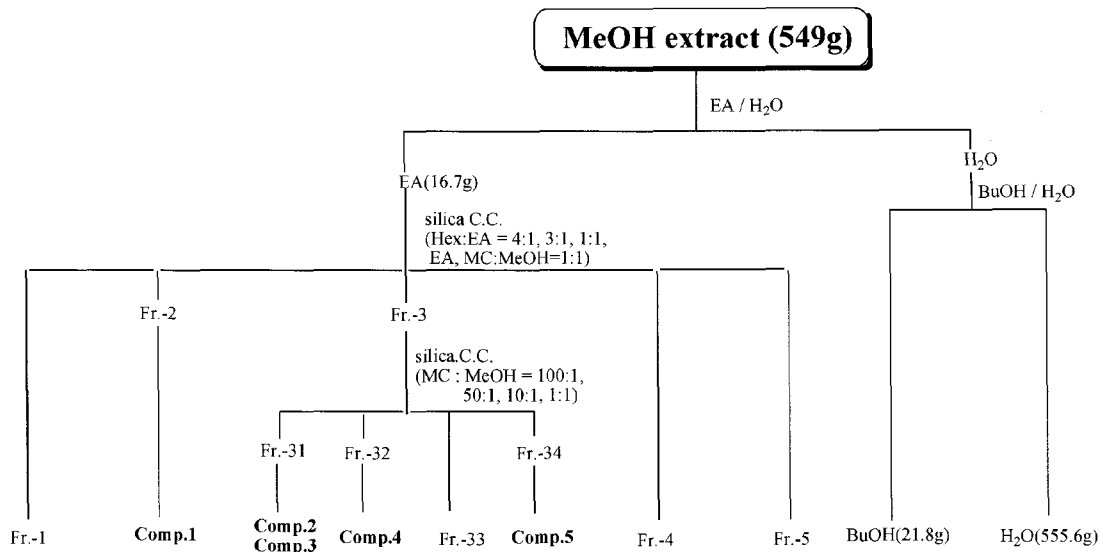 MeOH extract (549g)
EA / H₂O
EA(16.7g)
H₂O
BuOH / H₂O
silica C.C.
(Hex:EA = 4:1, 3:1, 1:1,
EA, MC:MeOH=1:1)
Fr.-2
Fr.-3
silica.C.C.
(MC : MeOH = 100:1,
50:1, 10:1, 1:1)
Fr.-31
Fr.-32
Fr.-34
Fr.-1
Comp.1
Comp.2
Comp.3
Comp.4
Fr.-33
Comp.5
Fr.-4
Fr.-5
BuOH(21.8g)
H₂O(555.6g)